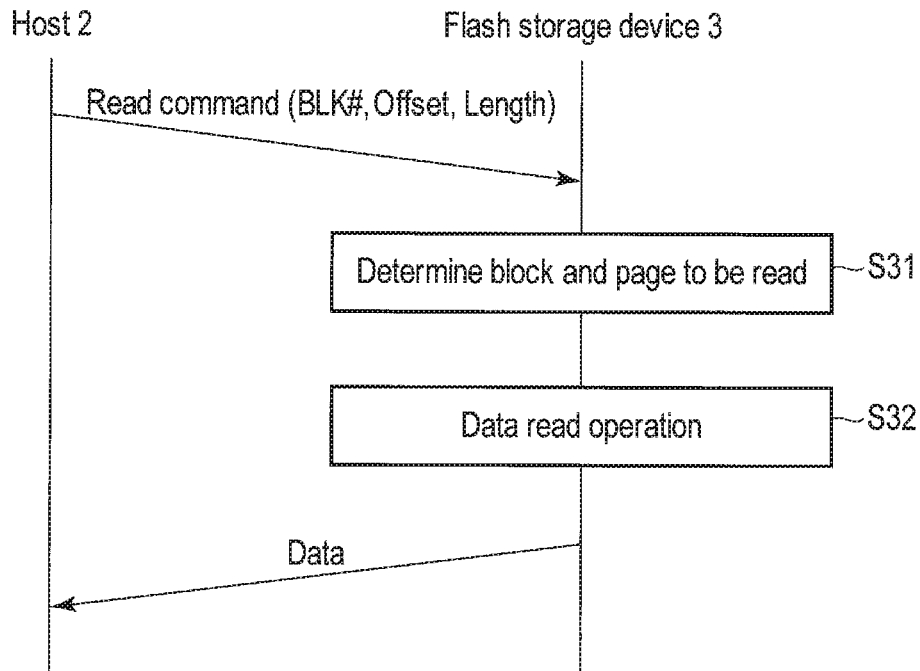 Host 2
Flash storage device 3
Read command (BLK#, Offset, Length)
Determine block and page to be read
S31
Data read operation
S32
Data